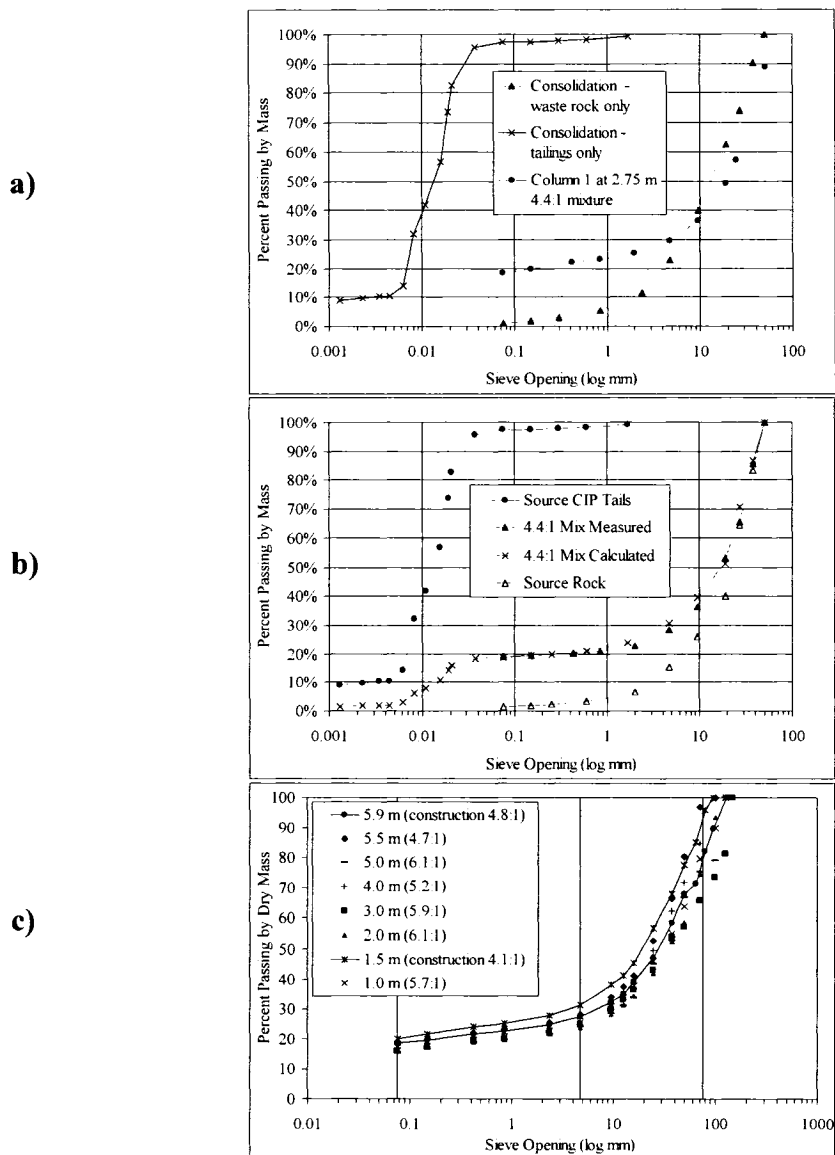 a)
Percent Passing by Mass
100%
90%
80%
70%
60%
50%
40%
30%
20%
10%
0%
Consolidation -
waste rock only
Consolidation -
tailings only
Column 1 at 2.75 m
4.4:1 mixture
0.001 0.01 0.1 1 10 100
Sieve Opening (log mm)
b)
Percent Passing by Mass
100%
90%
80%
70%
60%
50%
40%
30%
20%
10%
0%
Source CIP Tails
4.4:1 Mix Measured
4.4:1 Mix Calculated
Source Rock
0.001 0.01 0.1 1 10 100
Sieve Opening (log mm)
c)
Percent Passing by Dry Mass
100
90
80
70
60
50
40
30
20
10
0
5.9 m (construction 4.8:1)
5.5 m (4.7:1)
5.0 m (6.1:1)
4.0 m (5.2:1)
3.0 m (5.9:1)
2.0 m (6.1:1)
1.5 m (construction 4.1:1)
1.0 m (5.7:1)
0.01 0.1 1 10 100 1000
Sieve Opening (log mm)